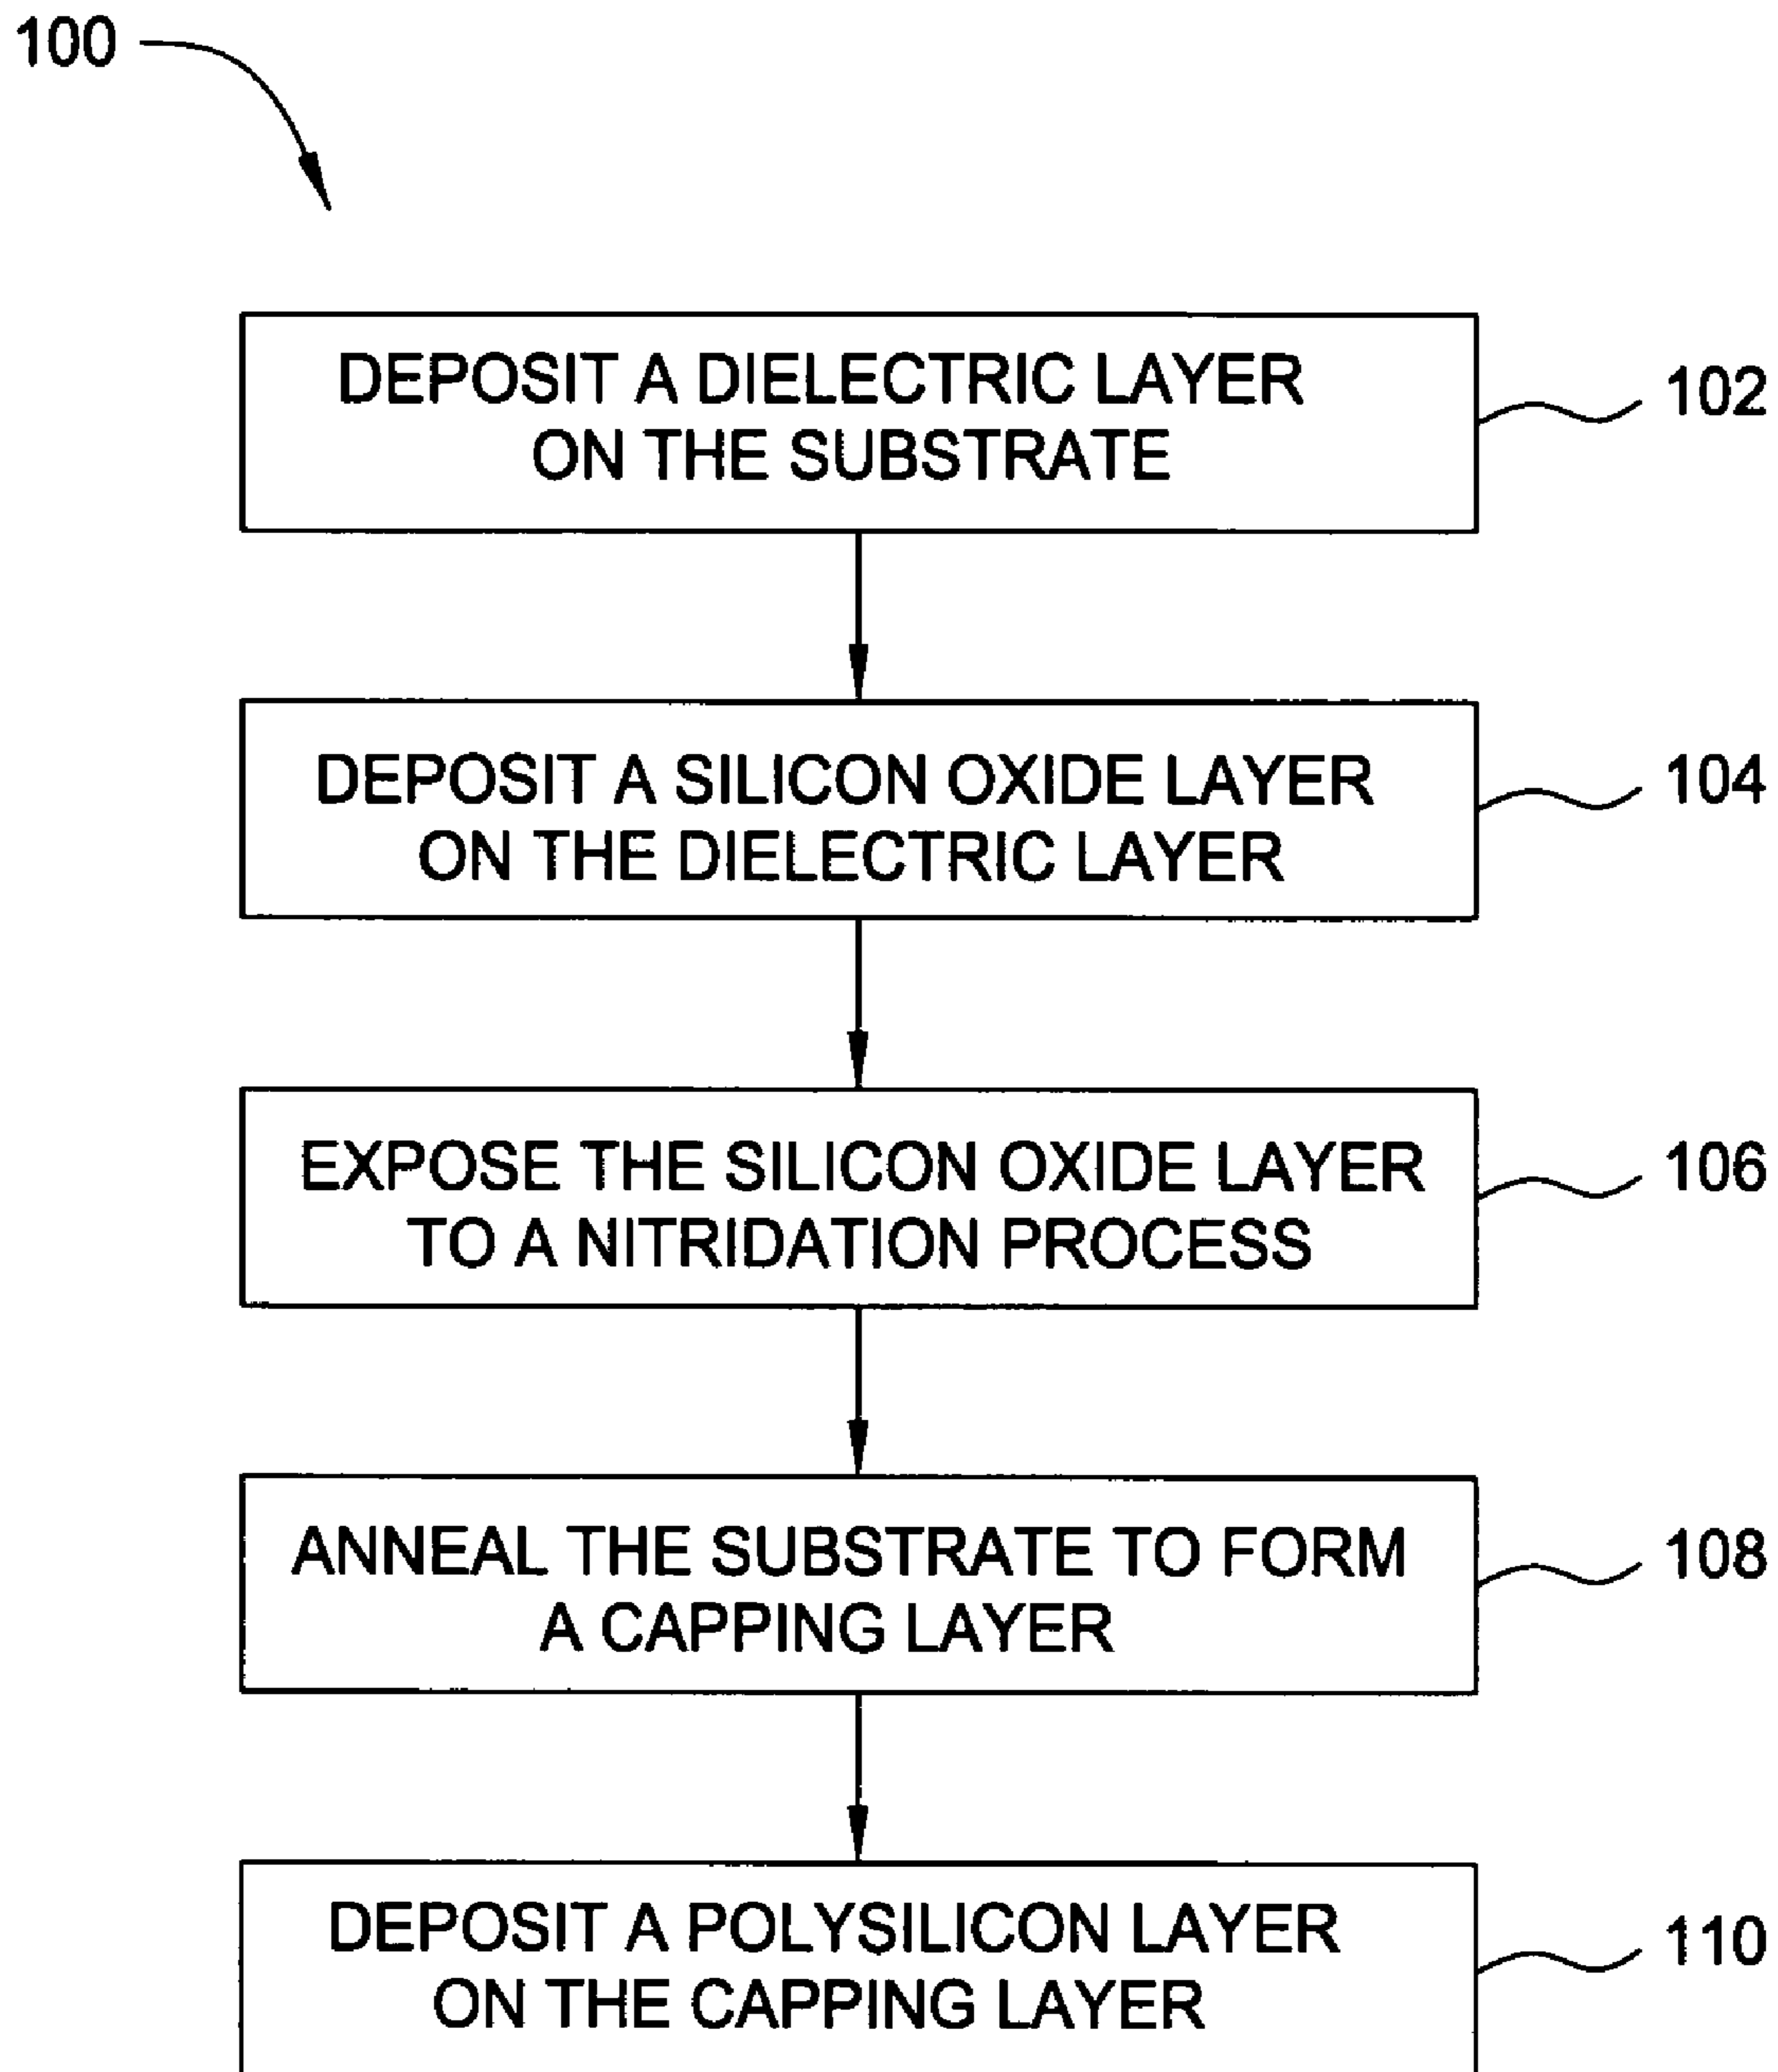 100
DEPOSIT A DIELECTRIC LAYER
ON THE SUBSTRATE
102
DEPOSIT A SILICON OXIDE LAYER
ON THE DIELECTRIC LAYER
104
EXPOSE THE SILICON OXIDE LAYER
TO A NITRIDATION PROCESS
106
ANNEAL THE SUBSTRATE TO FORM
A CAPPING LAYER
108
DEPOSIT A POLYSILICON LAYER
ON THE CAPPING LAYER
110